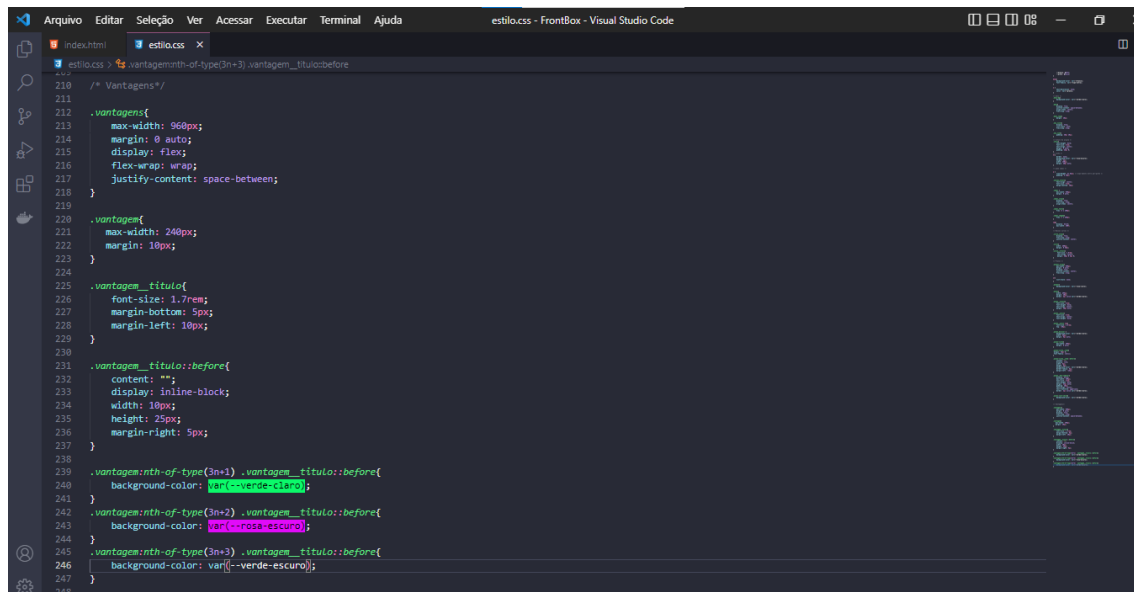 Arquivo Editar Seleção Ver Acessar Executar Terminal Ajuda estilo.css - FrontBox - Visual Studio Code
index.html estilo.css ×
estilo.css > .vantagem:nth-of-type(3n+3) .vantagem__titulo::before
209
210 /* Vantagens*/
211
212 .vantagens{
213 max-width: 960px;
214 margin: 0 auto;
215 display: flex;
216 flex-wrap: wrap;
217 justify-content: space-between;
218 }
219
220 .vantagem{
221 max-width: 240px;
222 margin: 10px;
223 }
224
225 .vantagem__titulo{
226 font-size: 1.7rem;
227 margin-bottom: 5px;
228 margin-left: 10px;
229 }
230
231 .vantagem__titulo::before{
232 content: "";
233 display: inline-block;
234 width: 10px;
235 height: 25px;
236 margin-right: 5px;
237 }
238
239 .vantagem:nth-of-type(3n+1) .vantagem__titulo::before{
240 background-color: var(--verde-claro);
241 }
242 .vantagem:nth-of-type(3n+2) .vantagem__titulo::before{
243 background-color: var(--rosa-escuro);
244 }
245 .vantagem:nth-of-type(3n+3) .vantagem__titulo::before{
246 background-color: var(--verde-escuro);
247 }
248